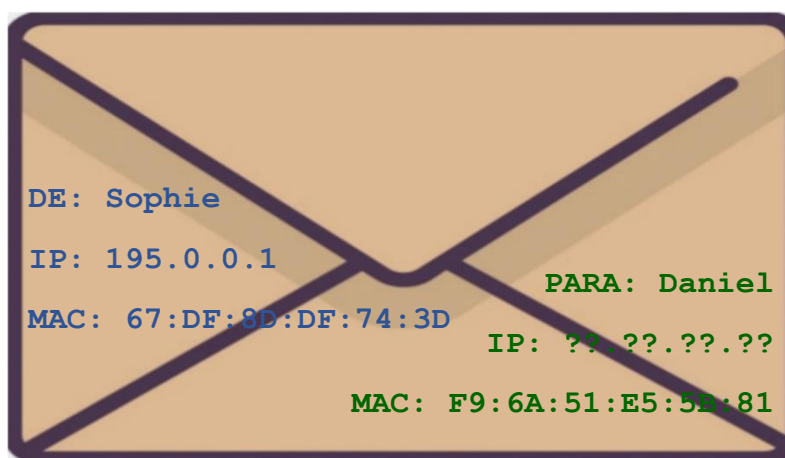 DE: Sophie
IP: 195.0.0.1
MAC: 67:DF:8D:DF:74:3D
PARA: Daniel
IP: ??.??.??.??
MAC: F9:6A:51:E5:5B:81